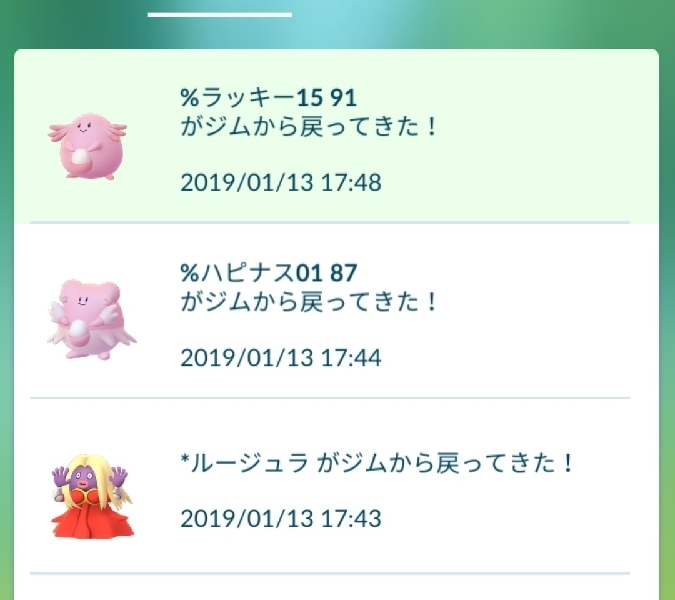 %ラッキー15 91
がジムから戻ってきた！
2019/01/13 17:48
%ハピナス01 87
がジムから戻ってきた！
2019/01/13 17:44
*ルージュラ がジムから戻ってきた！
2019/01/13 17:43